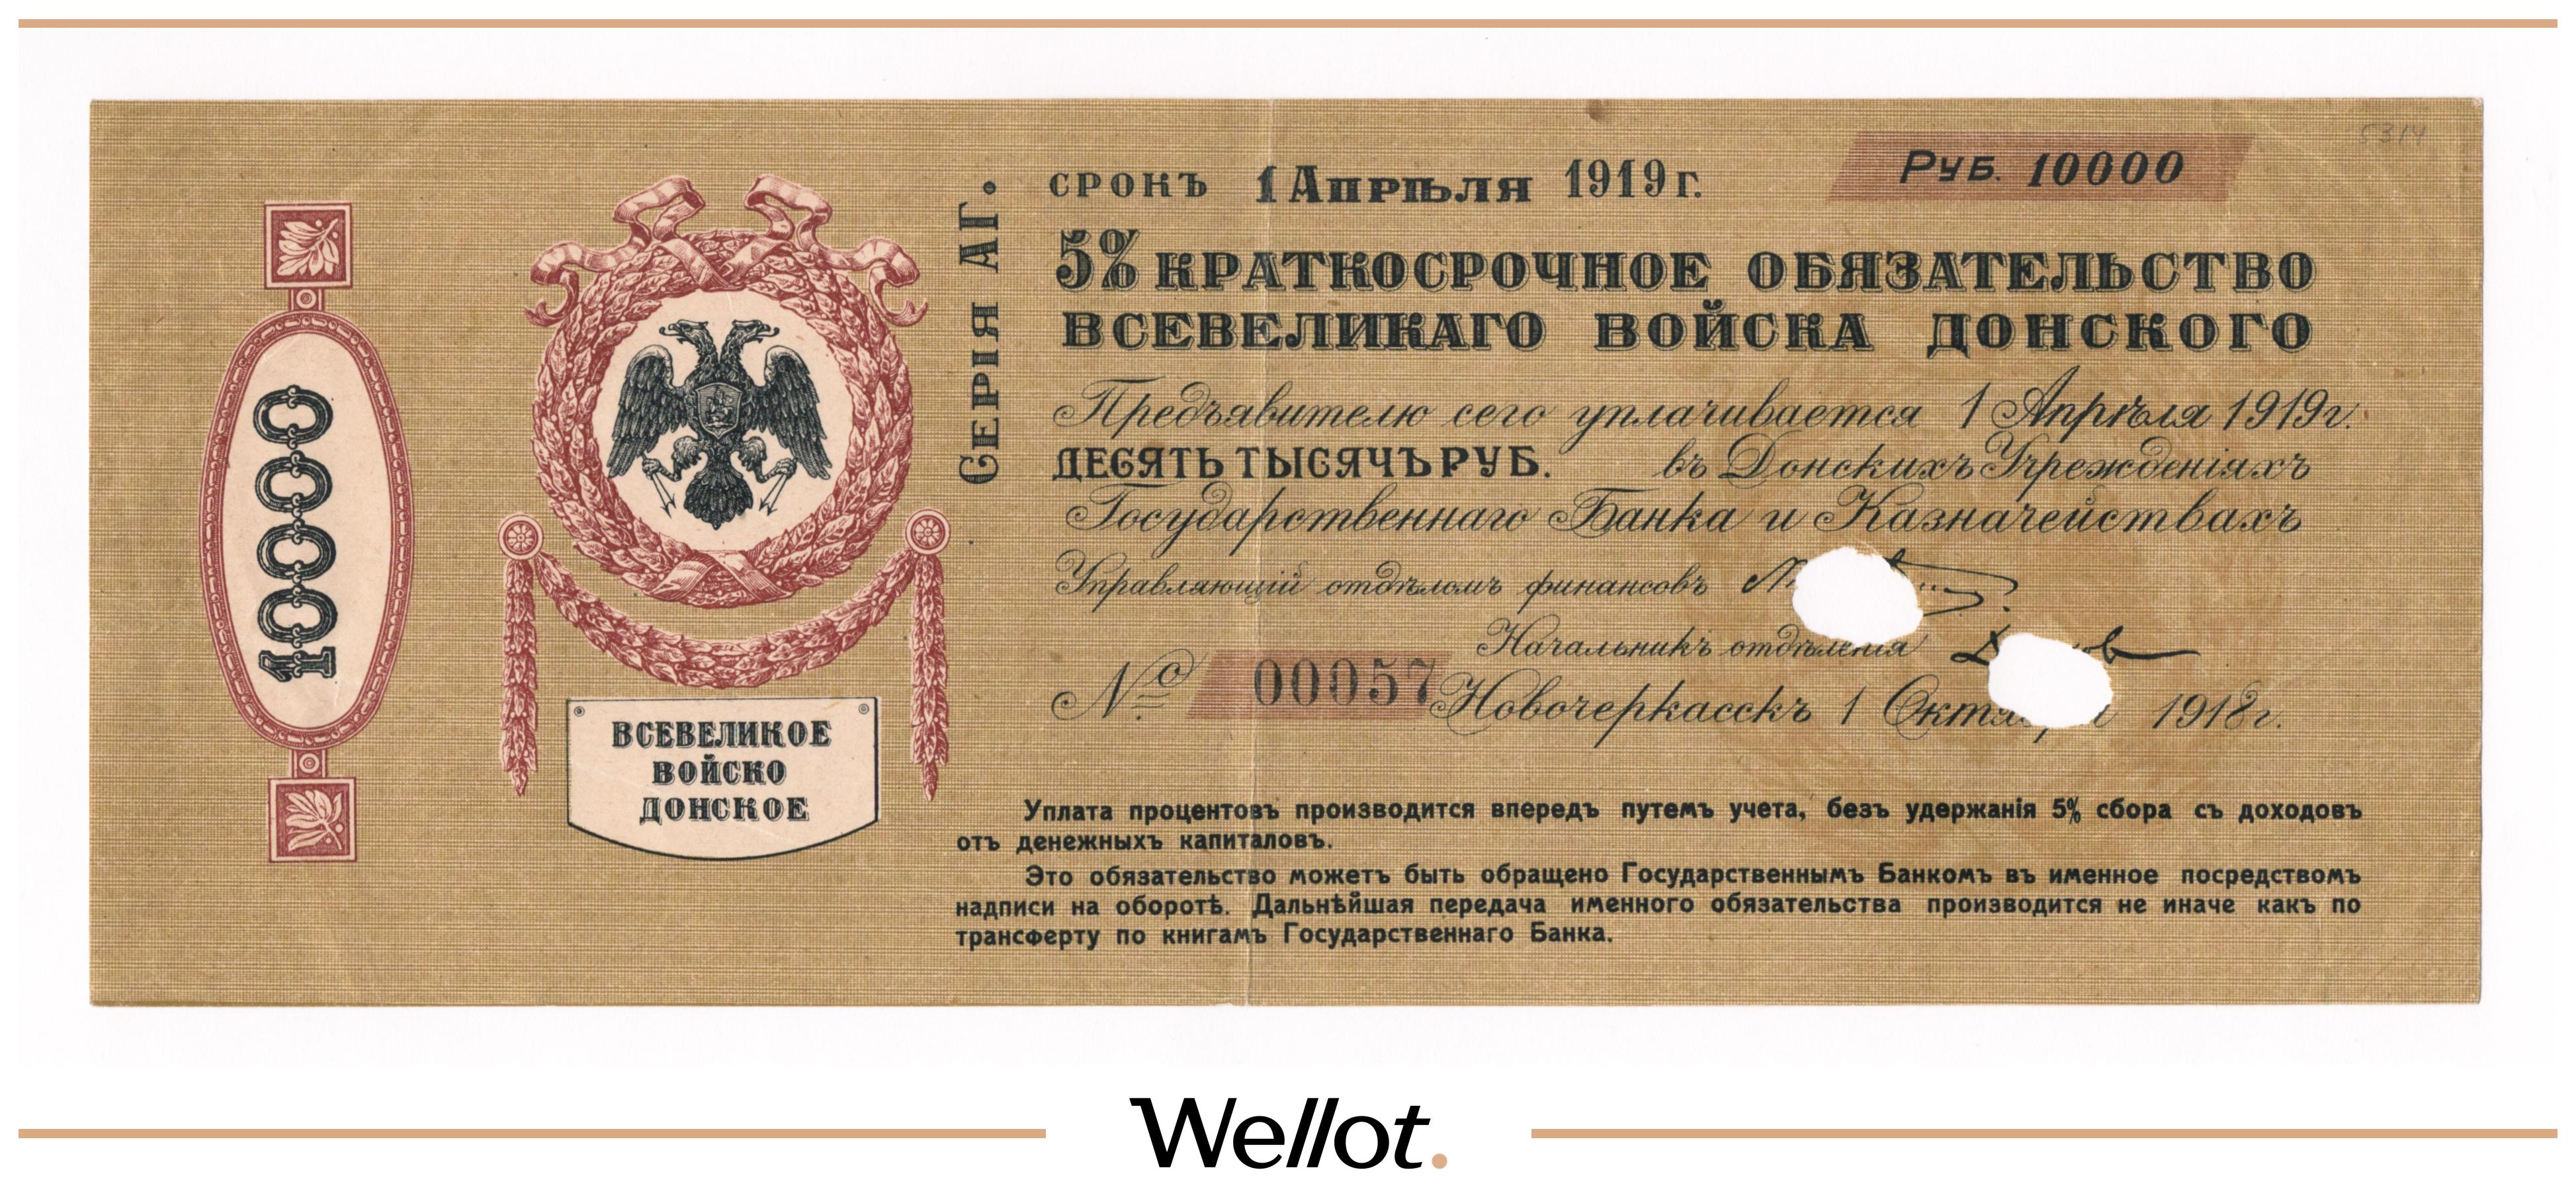 10000
ВСЕВЕЛИКОЕ
ВОЙСКО
ДОНСКОЕ
Серія АГ.
СРОКЪ 1 Апрѣля 1919 г.
Руб. 10000
5314
5% КРАТКОСРОЧНОЕ ОБЯЗАТЕЛЬСТВО
ВСЕВЕЛИКАГО ВОЙСКА ДОНСКОГО
Предъявителю сего уплачивается 1 Апрѣля 1919 г.
ДЕСЯТЬ ТЫСЯЧЪ РУБ. въ Донскихъ Учрежденіяхъ
Государственнаго Банка и Казначействахъ
Управляющій отдѣломъ финансовъ
Начальникъ отдѣленія
№ 00057 Новочеркасскъ 1 1918 г.
Уплата процентовъ производится впередъ путемъ учета, безъ удержанія 5% сбора съ доходовъ
отъ денежныхъ капиталовъ.
Это обязательство можетъ быть обращено Государственнымъ Банкомъ въ именное посредствомъ
надписи на оборотѣ. Дальнѣйшая передача именного обязательства производится не иначе какъ по
трансферту по книгамъ Государственнаго Банка.
Wellot.